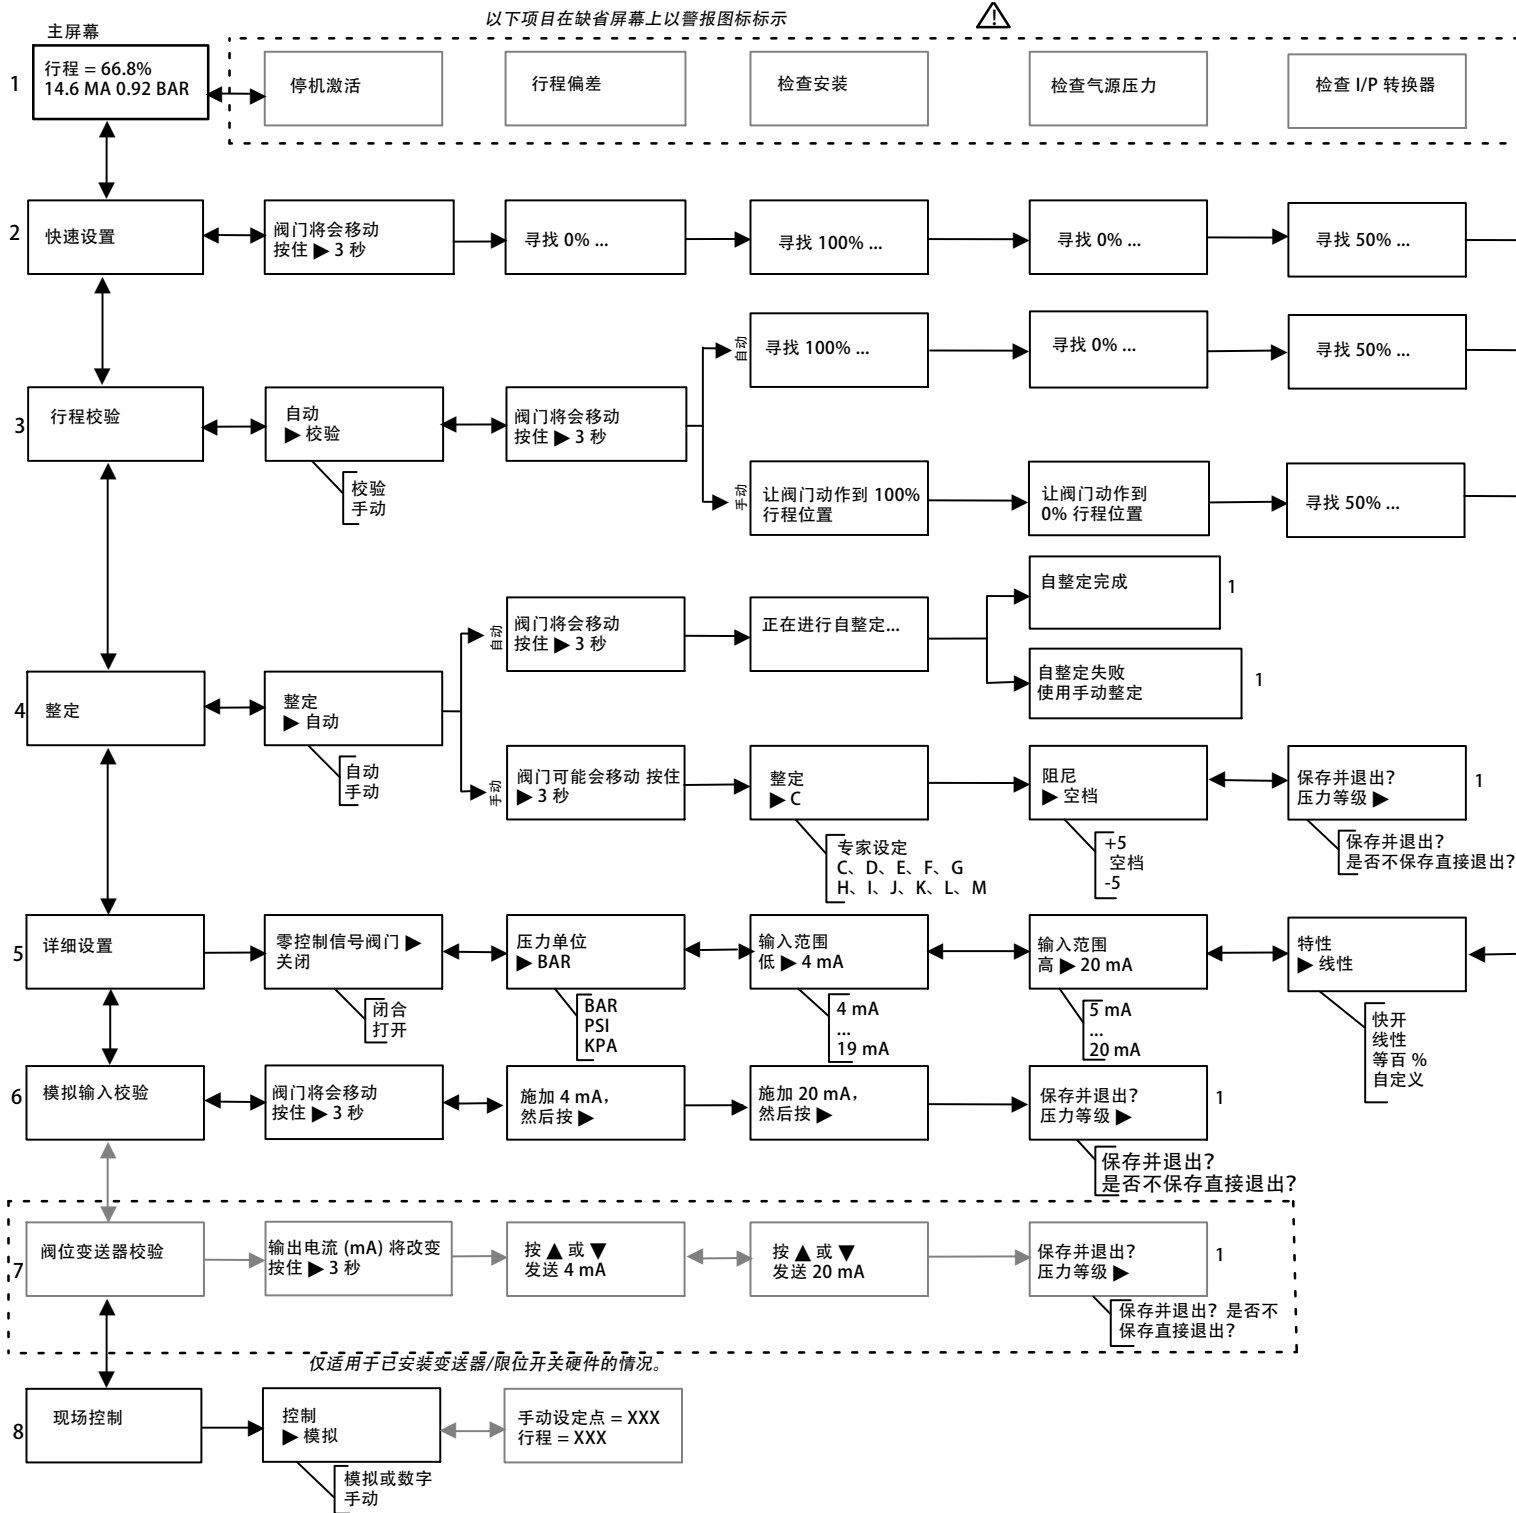 以下项目在缺省屏幕上以警报图标标示
主屏幕
1
行程 = 66.8%
14.6 MA 0.92 BAR
停机激活
行程偏差
检查安装
检查气源压力
检查 I/P 转换器
2
快速设置
阀门将会移动
按住 ▶ 3 秒
寻找 0% ...
寻找 100% ...
寻找 0% ...
寻找 50% ...
3
行程校验
自动
▶ 校验
校验
手动
阀门将会移动
按住 ▶ 3 秒
自动
寻找 100% ...
寻找 0% ...
寻找 50% ...
手动
让阀门动作到 100%
行程位置
让阀门动作到
0% 行程位置
寻找 50% ...
4
整定
整定
▶ 自动
自动
手动
自动
阀门将会移动
按住 ▶ 3 秒
正在进行自整定...
自整定完成
1
自整定失败
使用手动整定
1
手动
阀门可能会移动 按住
▶ 3 秒
整定
▶ C
专家设定
C、D、E、F、G
H、I、J、K、L、M
阻尼
▶ 空档
+5
空档
-5
保存并退出？
压力等级 ▶
1
保存并退出？
是否不保存直接退出？
5
详细设置
零控制信号阀门 ▶
关闭
闭合
打开
压力单位
▶ BAR
BAR
PSI
KPA
输入范围
低 ▶ 4 mA
4 mA
...
19 mA
输入范围
高 ▶ 20 mA
5 mA
...
20 mA
特性
▶ 线性
快开
线性
等百 %
自定义
6
模拟输入校验
阀门将会移动
按住 ▶ 3 秒
施加 4 mA，
然后按 ▶
施加 20 mA，
然后按 ▶
保存并退出？
压力等级 ▶
1
保存并退出？
是否不保存直接退出？
7
阀位变送器校验
输出电流 (mA) 将改变
按住 ▶ 3 秒
按 ▲ 或 ▼
发送 4 mA
按 ▲ 或 ▼
发送 20 mA
保存并退出？
压力等级 ▶
1
保存并退出？是否不
保存直接退出？
仅适用于已安装变送器/限位开关硬件的情况。
8
现场控制
控制
▶ 模拟
模拟或数字
手动
手动设定点 = XXX
行程 = XXX